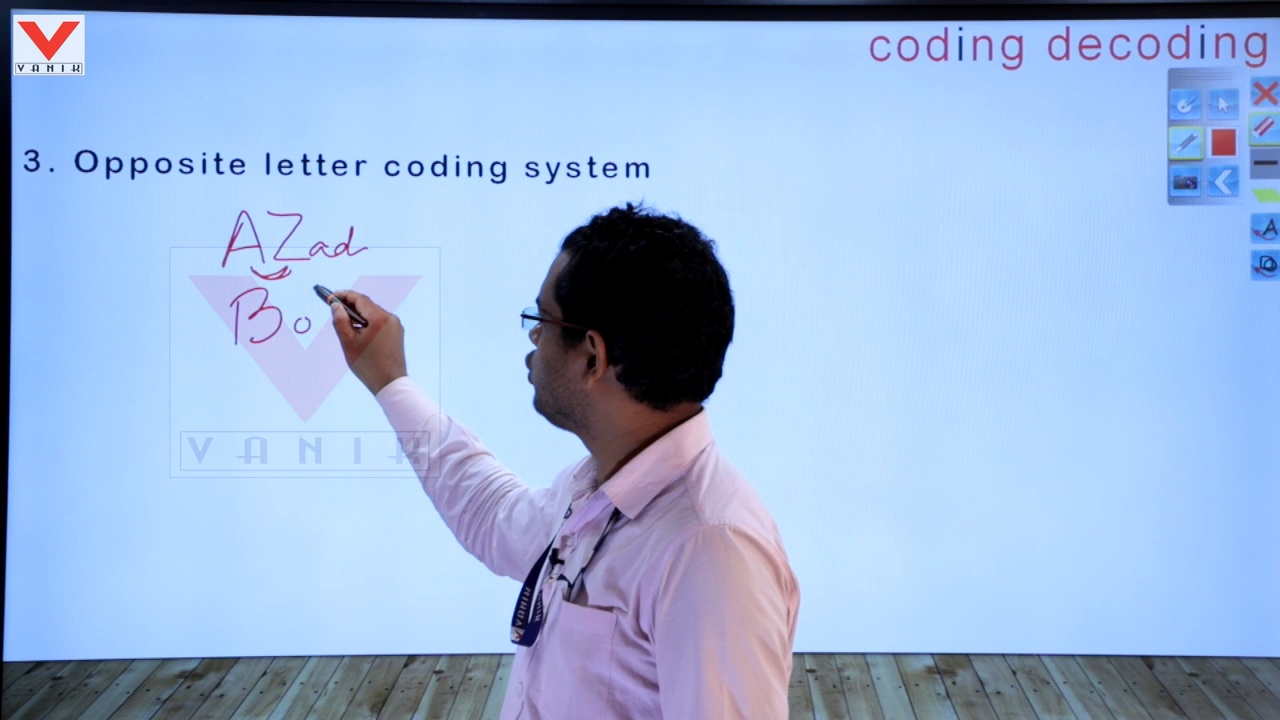 VANIK
coding decoding
3. Opposite letter coding system
AZad
Bo
VANIK